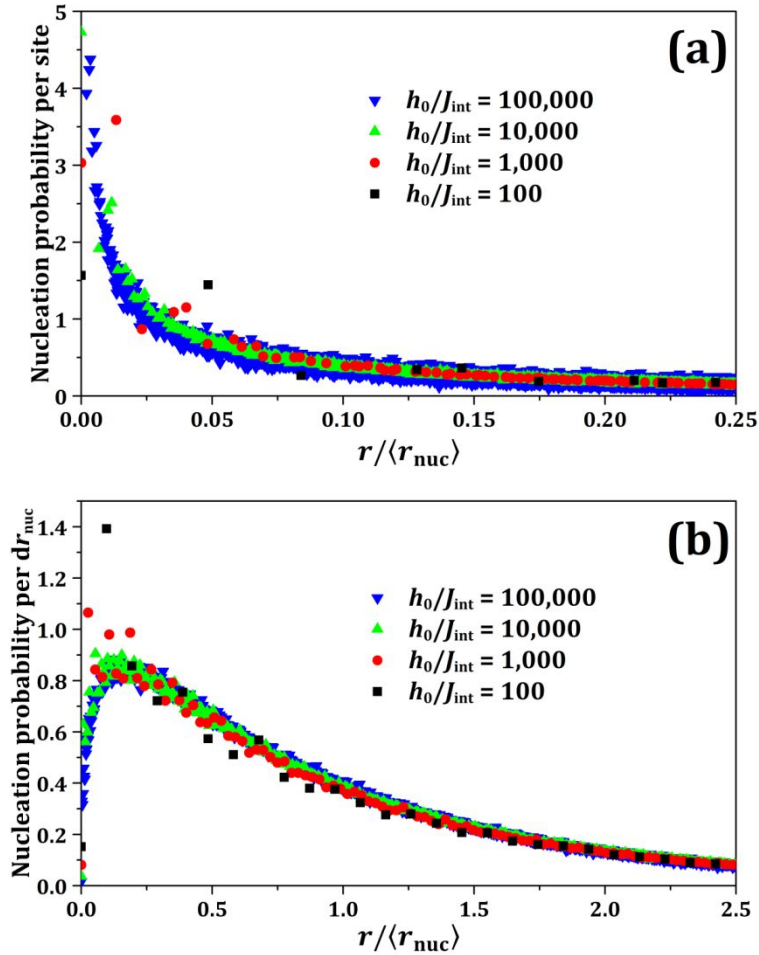 (a)
Nucleation probability per site
5
4
3
2
1
0
h₀/J_int = 100,000
h₀/J_int = 10,000
h₀/J_int = 1,000
h₀/J_int = 100
0.00 0.05 0.10 0.15 0.20 0.25
r/⟨r_nuc⟩
(b)
Nucleation probability per dr_nuc
1.4
1.2
1.0
0.8
0.6
0.4
0.2
0.0
h₀/J_int = 100,000
h₀/J_int = 10,000
h₀/J_int = 1,000
h₀/J_int = 100
0.0 0.5 1.0 1.5 2.0 2.5
r/⟨r_nuc⟩